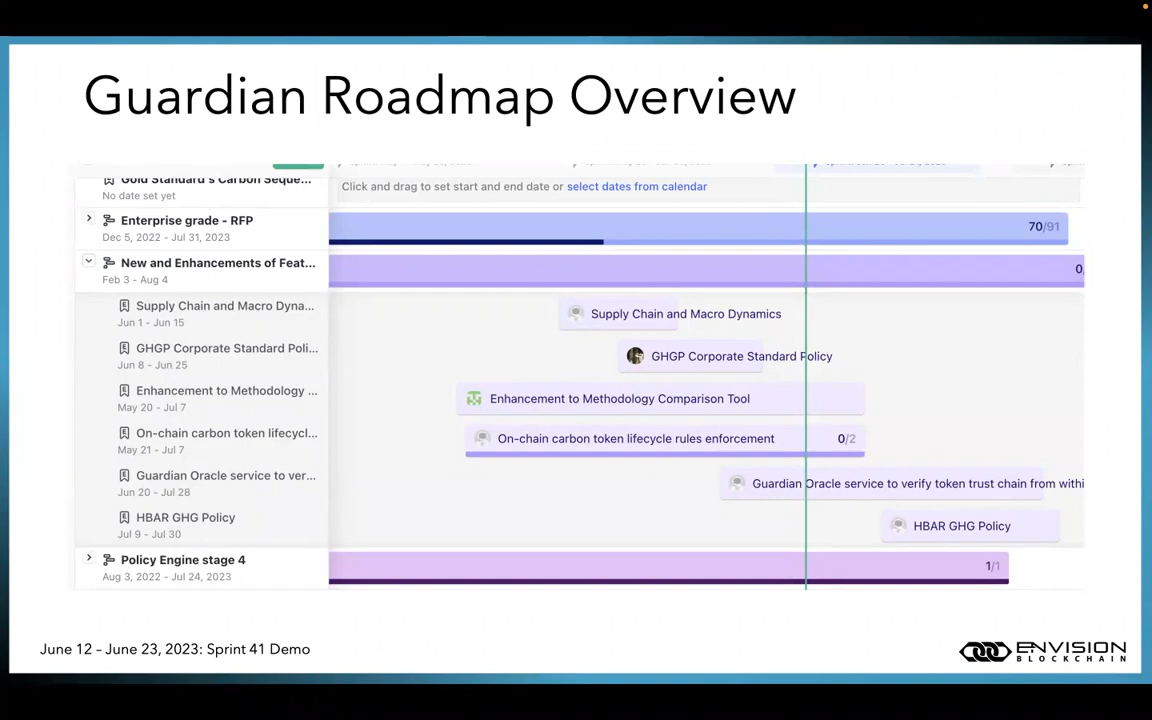 Guardian Roadmap Overview
Gold Standard's Carbon Seque...
No date set yet
Click and drag to set start and end date or select dates from calendar
Enterprise grade - RFP
Dec 5, 2022 - Jul 31, 2023
70/91
New and Enhancements of Feat...
Feb 3 - Aug 4
0
Supply Chain and Macro Dyna...
Jun 1 - Jun 15
Supply Chain and Macro Dynamics
GHGP Corporate Standard Poli...
Jun 8 - Jun 25
GHGP Corporate Standard Policy
Enhancement to Methodology ...
May 20 - Jul 7
Enhancement to Methodology Comparison Tool
On-chain carbon token lifecycl...
May 21 - Jul 7
On-chain carbon token lifecycle rules enforcement
0/2
Guardian Oracle service to ver...
Jun 20 - Jul 28
Guardian Oracle service to verify token trust chain from withi
HBAR GHG Policy
Jul 9 - Jul 30
HBAR GHG Policy
Policy Engine stage 4
Aug 3, 2022 - Jul 24, 2023
1/1
June 12 – June 23, 2023: Sprint 41 Demo
ENVISION
BLOCKCHAIN